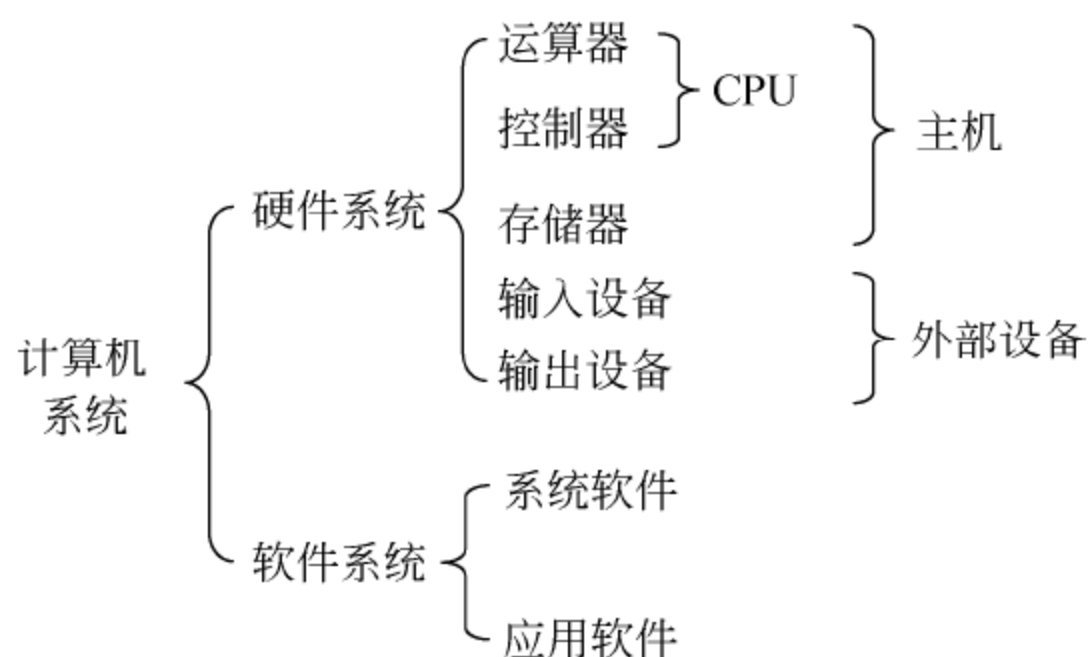 运算器
CPU
控制器
主机
硬件系统
存储器
输入设备
外部设备
输出设备
计算机
系统
系统软件
软件系统
应用软件